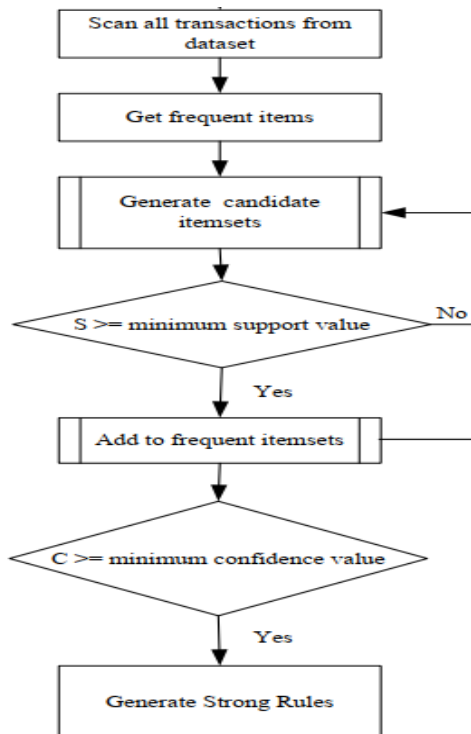 Scan all transactions from
dataset
Get frequent items
Generate candidate
itemsets
S >= minimum support value
No
Yes
Add to frequent itemsets
C >= minimum confidence value
Yes
Generate Strong Rules